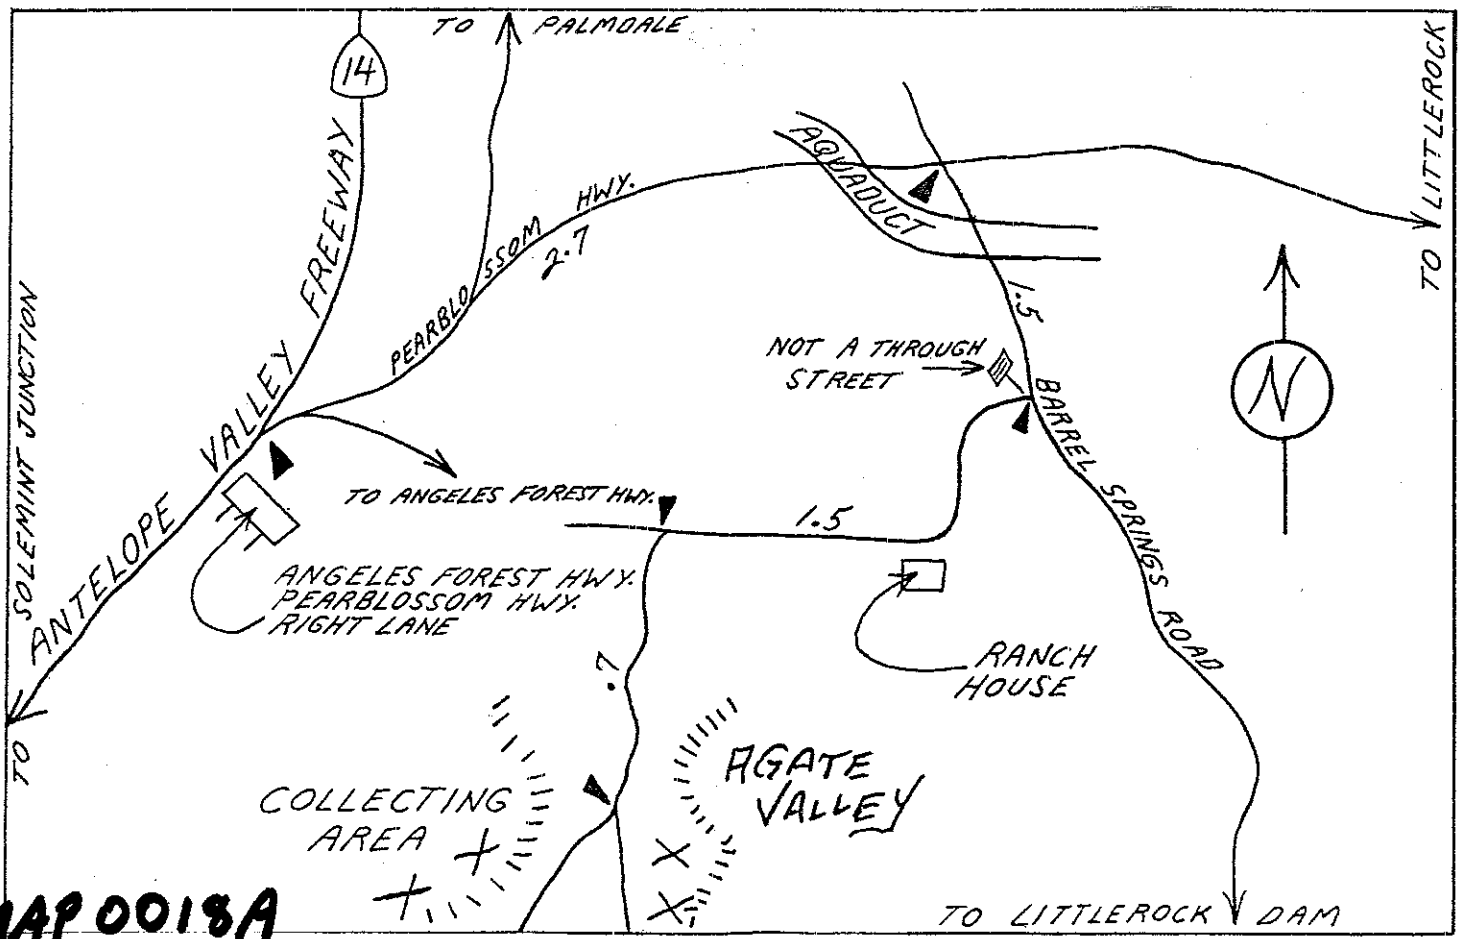 TO PALMDALE
14
TO LITTLEROCK
ANTELOPE VALLEY FREEWAY
PEARBLOSSOM HWY.
2.7
AQUADUCT
1.5
NOT A THROUGH
STREET
BARREL SPRINGS ROAD
N
TO SOLEMINT JUNCTION
TO ANGELES FOREST HWY.
1.5
ANGELES FOREST HWY.
PEARBLOSSOM HWY.
RIGHT LANE
RANCH
HOUSE
.7
AGATE
VALLEY
COLLECTING
AREA
TO LITTLEROCK DAM
MAP 0018A